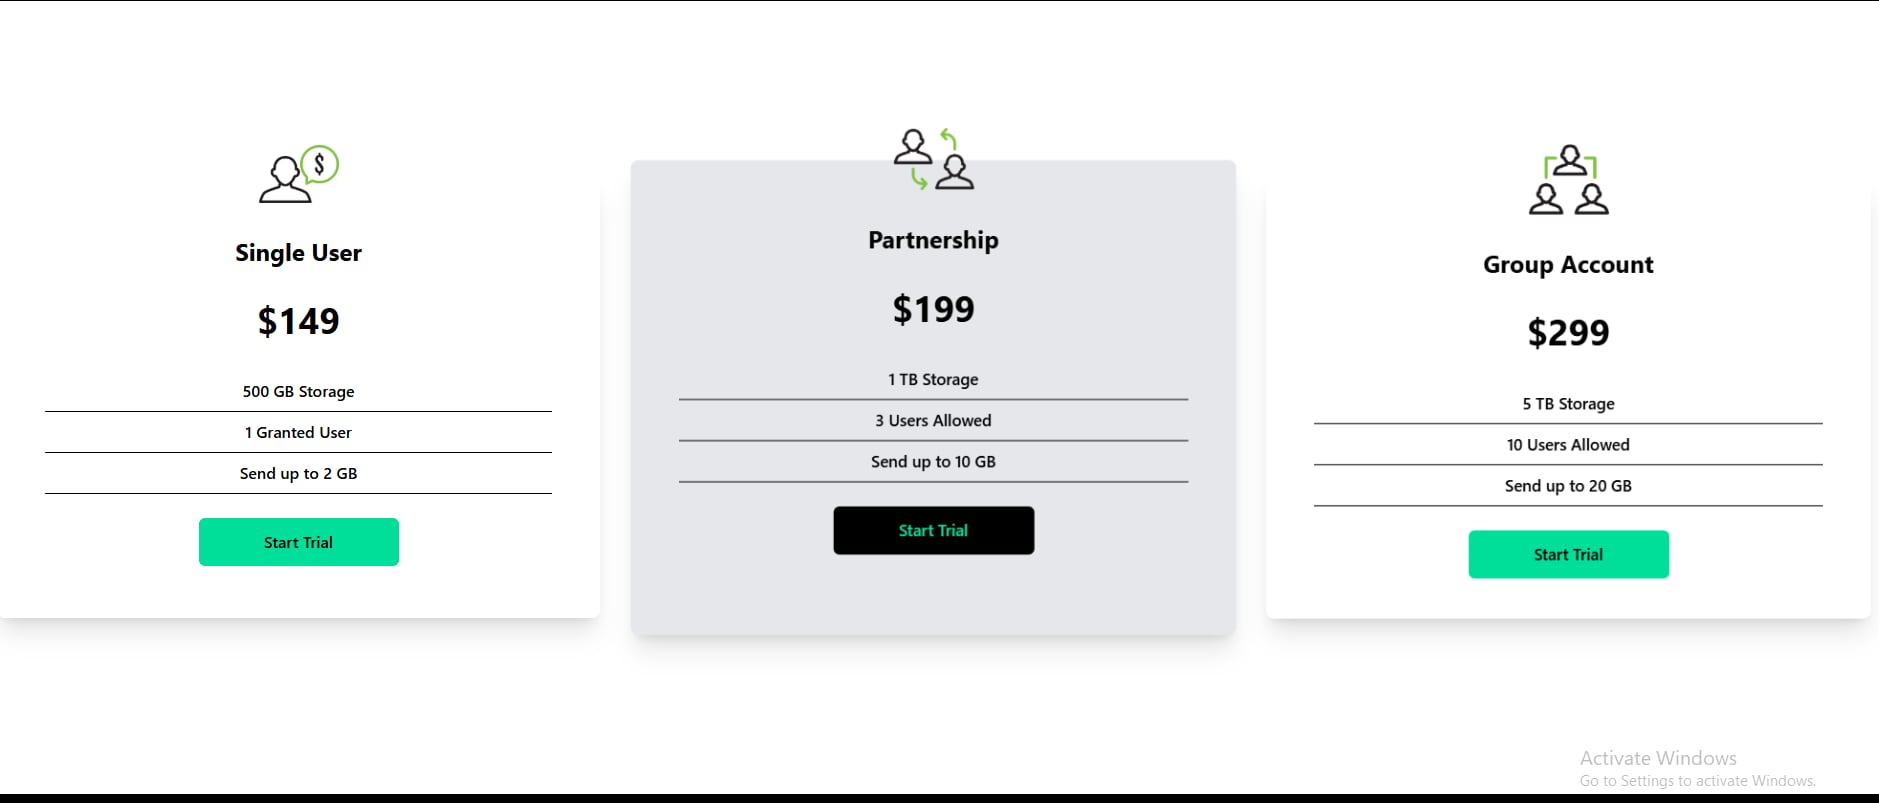 $
Single User
$149
500 GB Storage
1 Granted User
Send up to 2 GB
Start Trial
Partnership
$199
1 TB Storage
3 Users Allowed
Send up to 10 GB
Start Trial
Group Account
$299
5 TB Storage
10 Users Allowed
Send up to 20 GB
Start Trial
Activate Windows
Go to Settings to activate Windows.